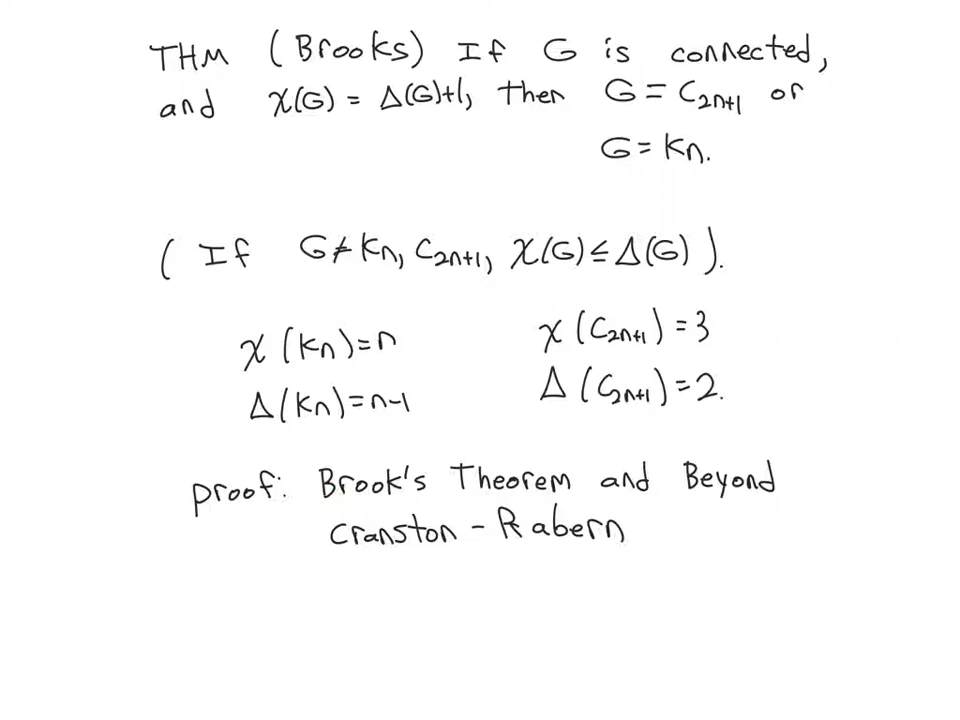 THM (Brooks) If G is connected,
and χ(G) = Δ(G)+1, then G = C₂ₙ₊₁ or
G = Kn.
( If G ≠ Kn, C₂ₙ₊₁, χ(G) ≤ Δ(G) ).
χ (Kn) = n
χ (C₂ₙ₊₁) = 3
Δ (Kn) = n-1
Δ (C₂ₙ₊₁) = 2.
proof: Brook's Theorem and Beyond
Cranston - Rabern